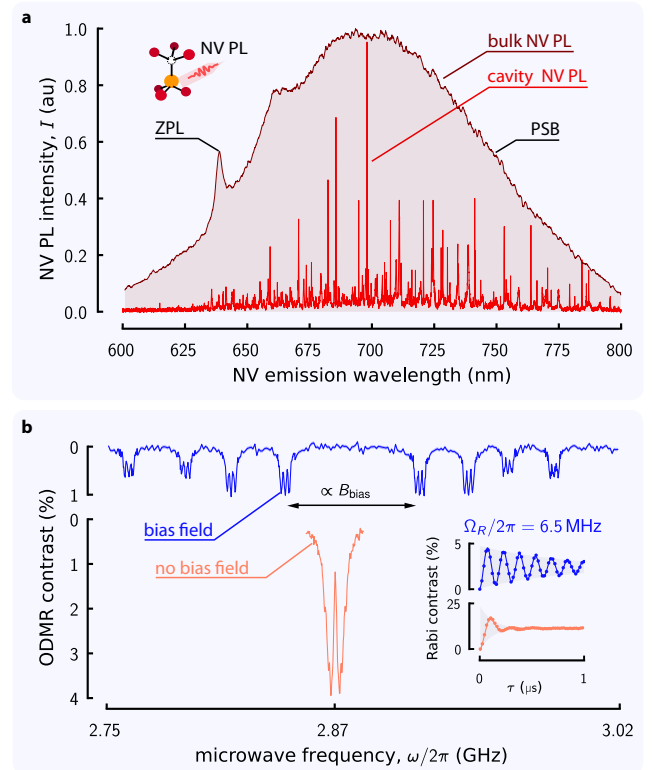 a
NV PL
bulk NV PL
cavity NV PL
ZPL
PSB
NV PL intensity, I (au)
1.0
0.8
0.6
0.4
0.2
0.0
600 625 650 675 700 725 750 775 800
NV emission wavelength (nm)
b
0
1
∝ B_bias
bias field
no bias field
ODMR contrast (%)
0
1
2
3
4
Ω_R/2π = 6.5 MHz
Rabi contrast (%)
5
0
25
0
0 1
τ (μs)
2.75 2.87 3.02
microwave frequency, ω/2π (GHz)